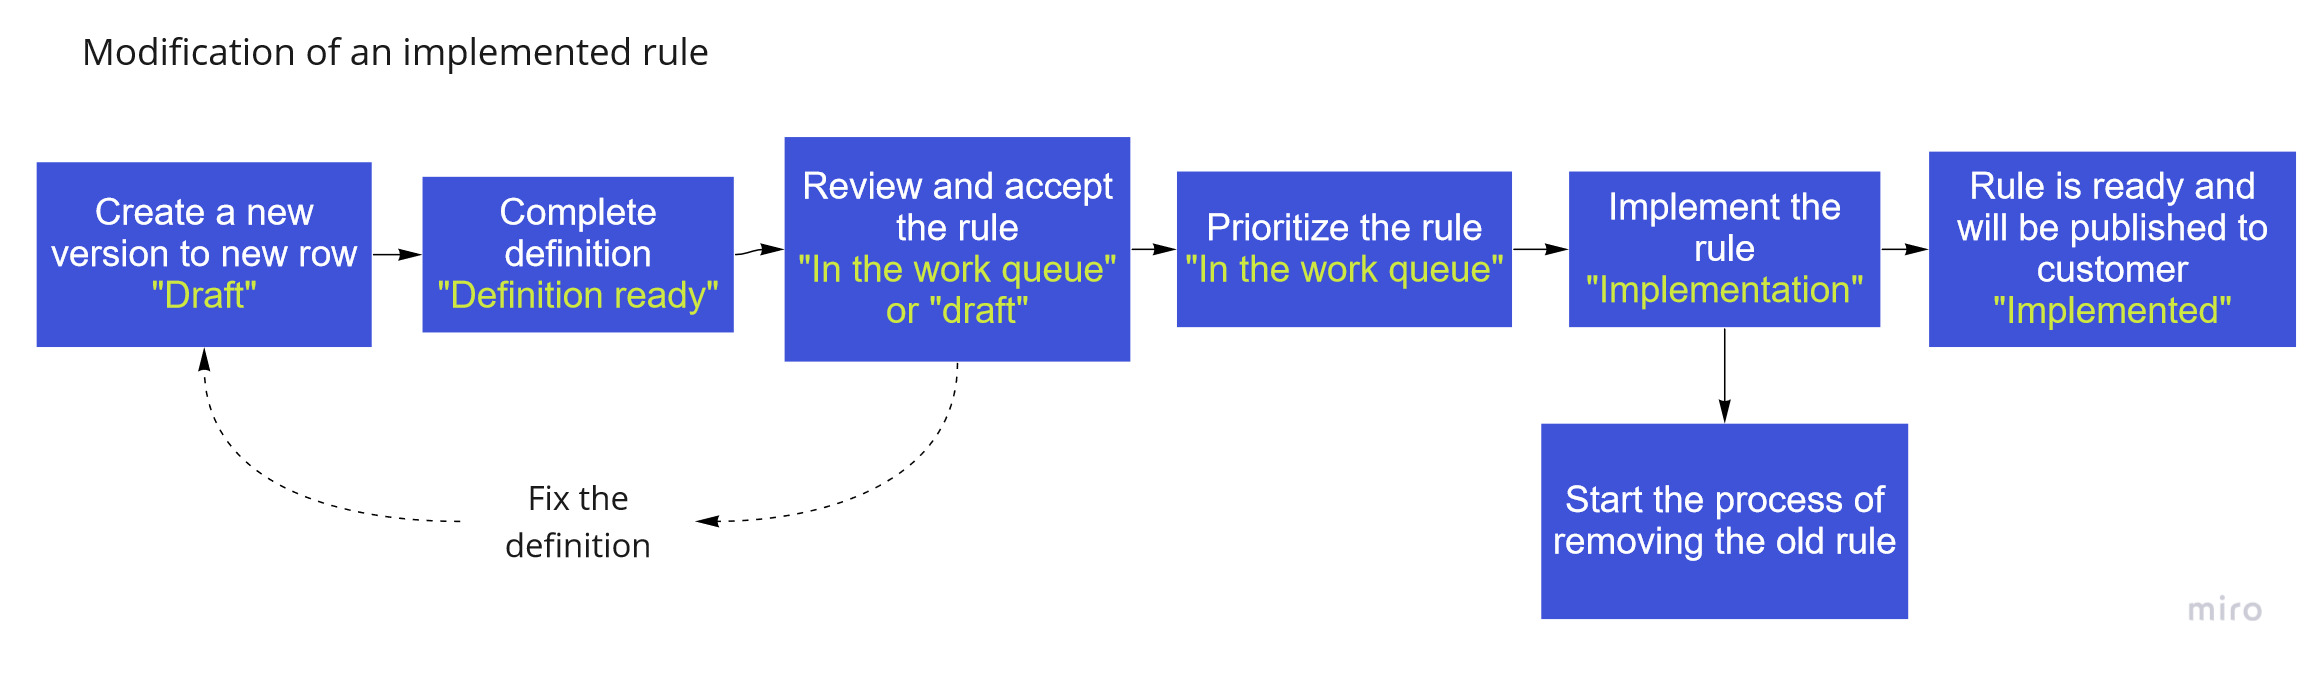 Modification of an implemented rule
Create a new
version to new row
"Draft"
Complete
definition
"Definition ready"
Review and accept
the rule
"In the work queue"
or "draft"
Prioritize the rule
"In the work queue"
Implement the
rule
"Implementation"
Rule is ready and
will be published to
customer
"Implemented"
Fix the
definition
Start the process of
removing the old rule
miro